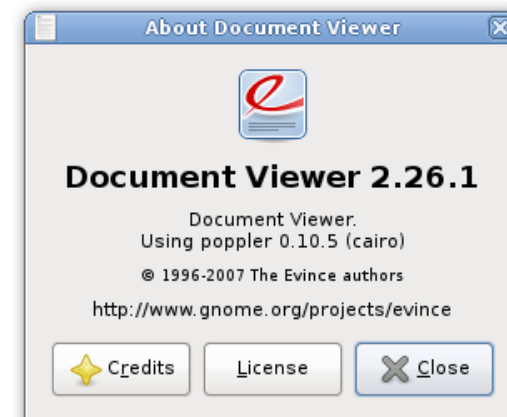 About Document Viewer
Document Viewer 2.26.1
Document Viewer.
Using poppler 0.10.5 (cairo)
© 1996-2007 The Evince authors
http://www.gnome.org/projects/evince
Credits License Close